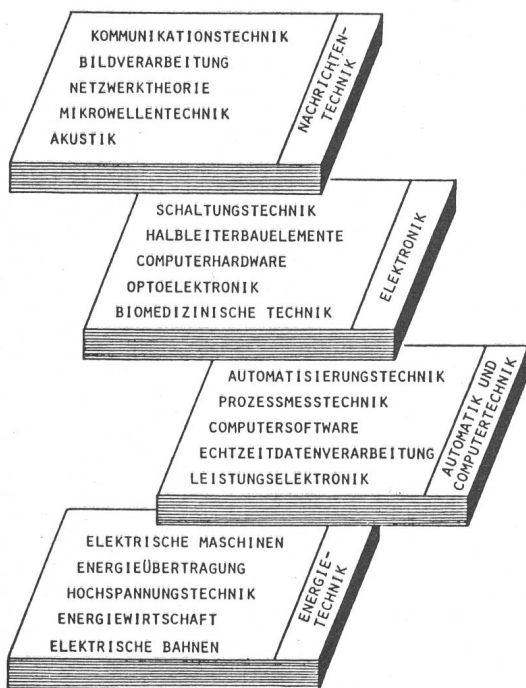 KOMMUNIKATIONSTECHNIK
BILDVERARBEITUNG
NETZWERKTHEORIE
MIKROWELLENTECHNIK
AKUSTIK
NACHRICHTEN-
TECHNIK
SCHALTUNGSTECHNIK
HALBLEITERBAUELEMENTE
COMPUTERHARDWARE
OPTOELEKTRONIK
BIOMEDIZINISCHE TECHNIK
ELEKTRONIK
AUTOMATISIERUNGSTECHNIK
PROZESSMESSTECHNIK
COMPUTERSOFTWARE
ECHTZEITDATENVERARBEITUNG
LEISTUNGSELEKTRONIK
AUTOMATIK UND
COMPUTERTECHNIK
ELEKTRISCHE MASCHINEN
ENERGIEÜBERTRAGUNG
HOCHSPANNUNGSTECHNIK
ENERGIEWIRTSCHAFT
ELEKTRISCHE BAHNEN
ENERGIE-
TECHNIK